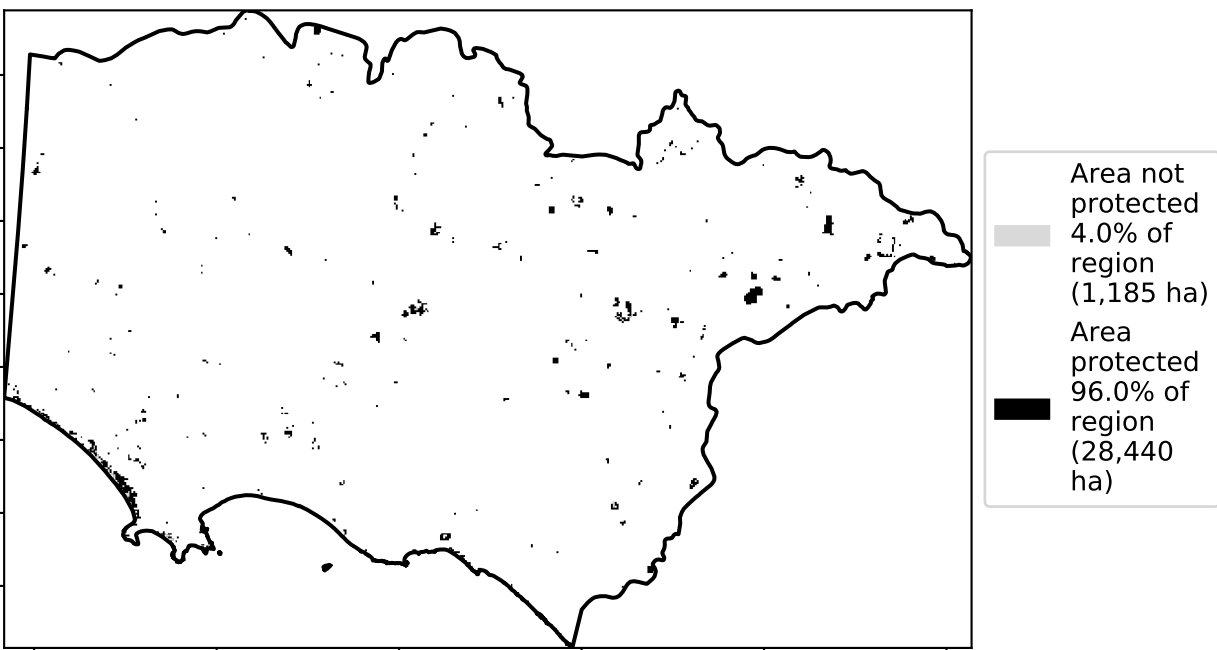 Area not
protected
4.0% of
region
(1,185 ha)
Area
protected
96.0% of
region
(28,440
ha)